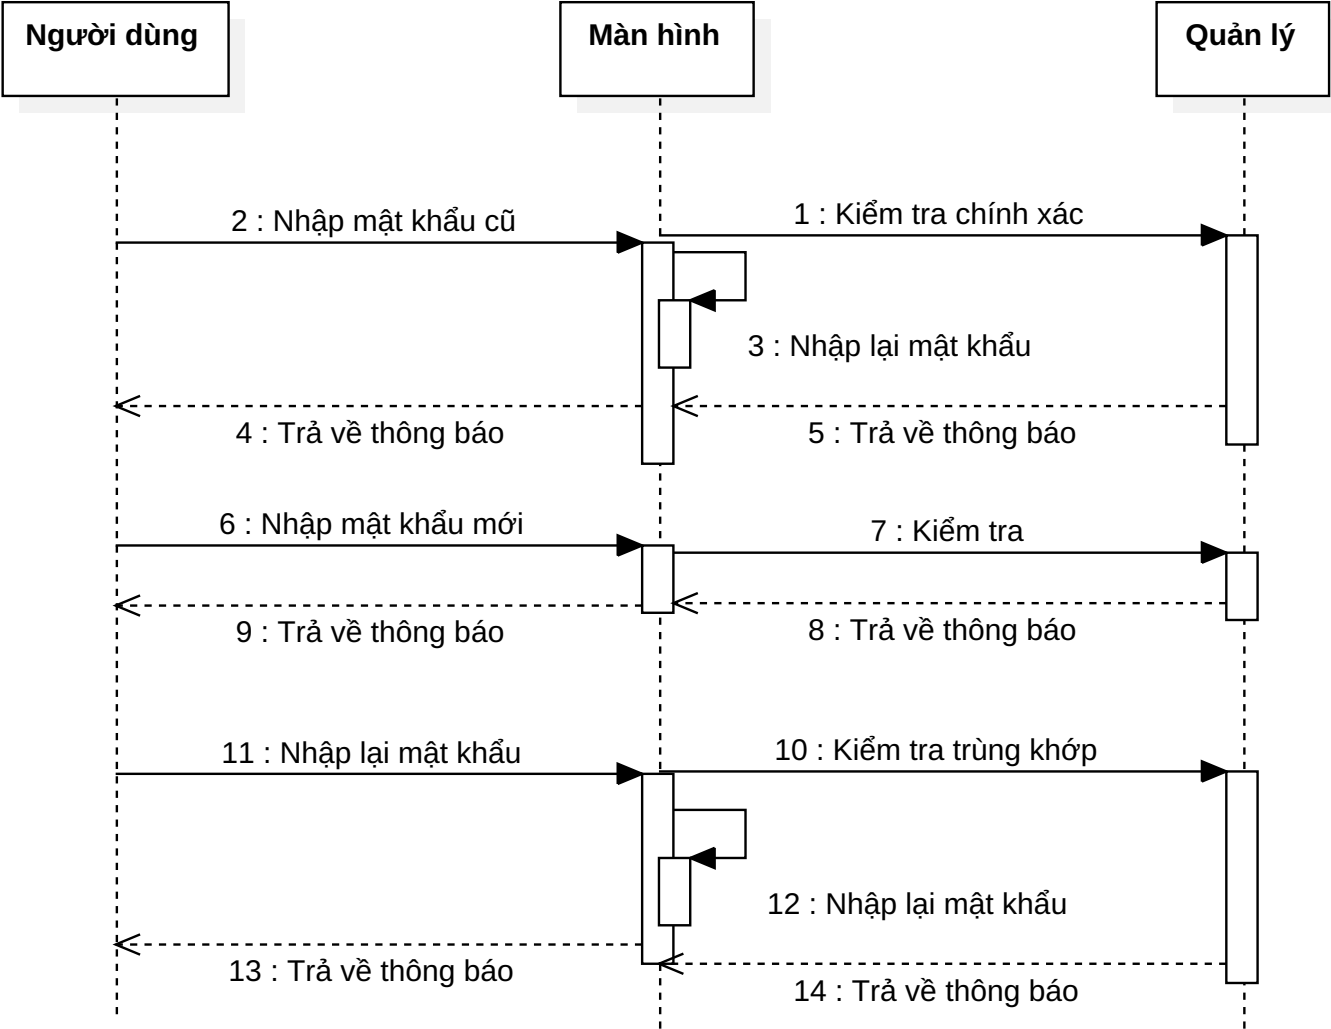 Người dùng
Màn hình
Quản lý
2 : Nhập mật khẩu cũ
1 : Kiểm tra chính xác
3 : Nhập lại mật khẩu
4 : Trả về thông báo
5 : Trả về thông báo
6 : Nhập mật khẩu mới
7 : Kiểm tra
9 : Trả về thông báo
8 : Trả về thông báo
11 : Nhập lại mật khẩu
10 : Kiểm tra trùng khớp
12 : Nhập lại mật khẩu
13 : Trả về thông báo
14 : Trả về thông báo